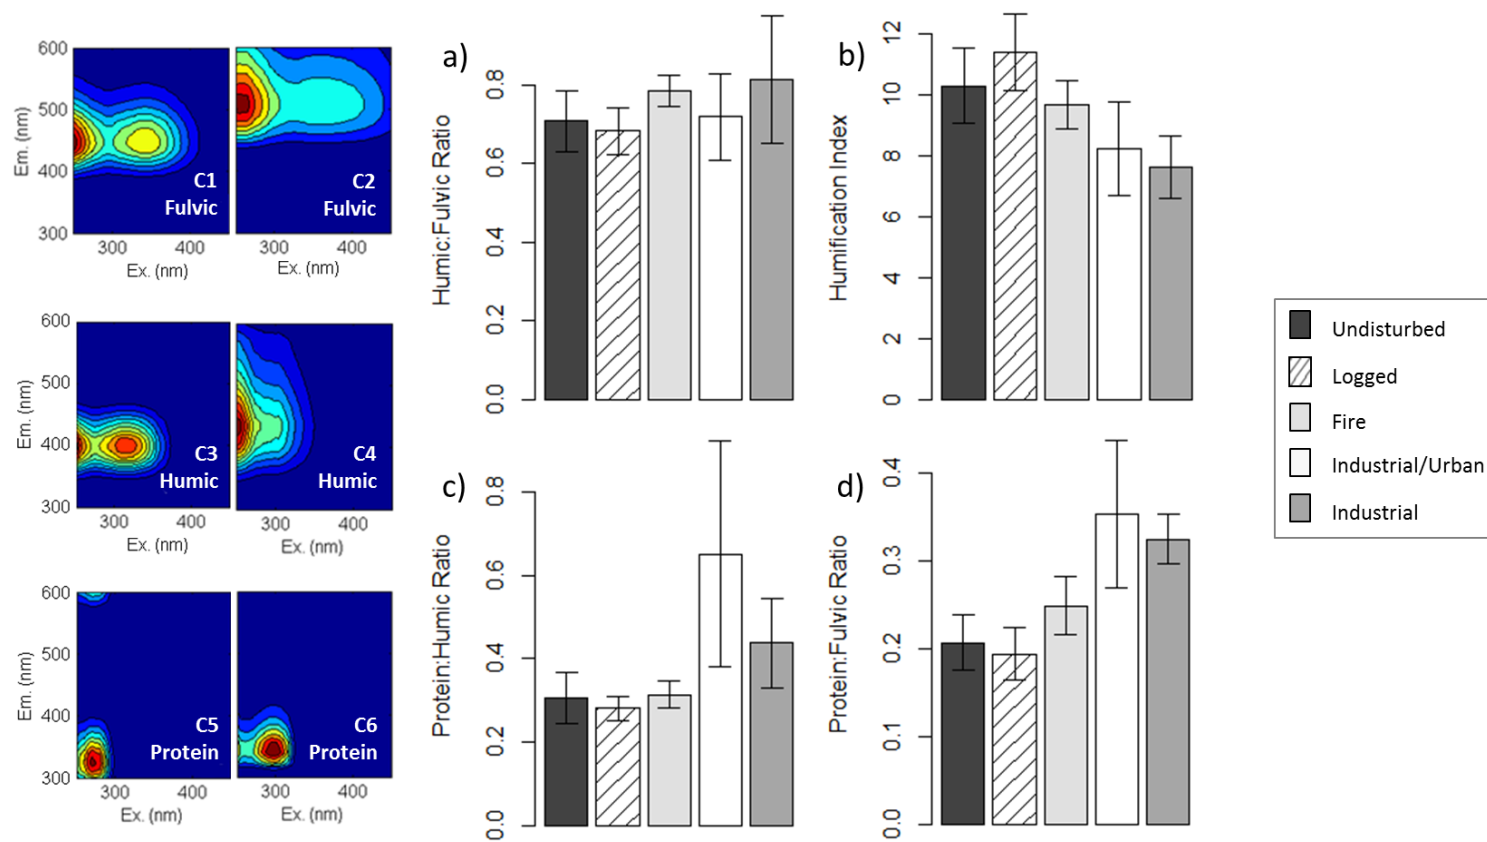 600
500
400
300
Em. (nm)
C1
Fulvic
300
400
Ex. (nm)
C2
Fulvic
300
400
Ex. (nm)
600
500
400
300
Em. (nm)
C3
Humic
300
400
Ex. (nm)
C4
Humic
300
400
Ex. (nm)
600
500
400
300
Em. (nm)
C5
Protein
300
400
Ex. (nm)
C6
Protein
300
400
Ex. (nm)
a)
Humic:Fulvic Ratio
0.8
0.6
0.4
0.2
0.0
b)
Humification Index
12
10
8
6
4
2
0
c)
Protein:Humic Ratio
0.8
0.6
0.4
0.2
0.0
d)
Protein:Fulvic Ratio
0.4
0.3
0.2
0.1
0.0
Undisturbed
Logged
Fire
Industrial/Urban
Industrial